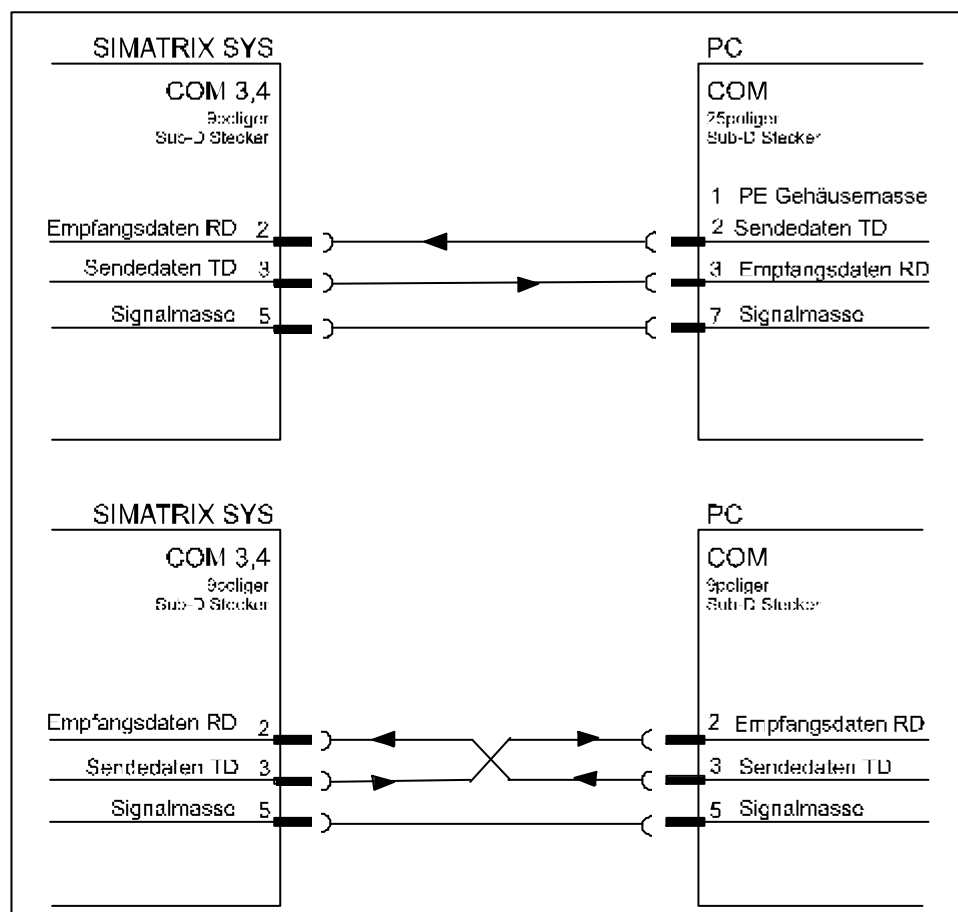 SIMATRIX SYS
COM 3,4
9poliger
Sub-D Stecker
Empfangsdaten RD 2
Sendedaten TD 3
Signalmasse 5
PC
COM
25poliger
Sub-D Stecker
1 PE Gehäusemasse
2 Sendedaten TD
3 Empfangsdaten RD
7 Signalmasse
SIMATRIX SYS
COM 3,4
9poliger
Sub-D Stecker
Empfangsdaten RD 2
Sendedaten TD 3
Signalmasse 5
PC
COM
9poliger
Sub-D Stecker
2 Empfangsdaten RD
3 Sendedaten TD
5 Signalmasse